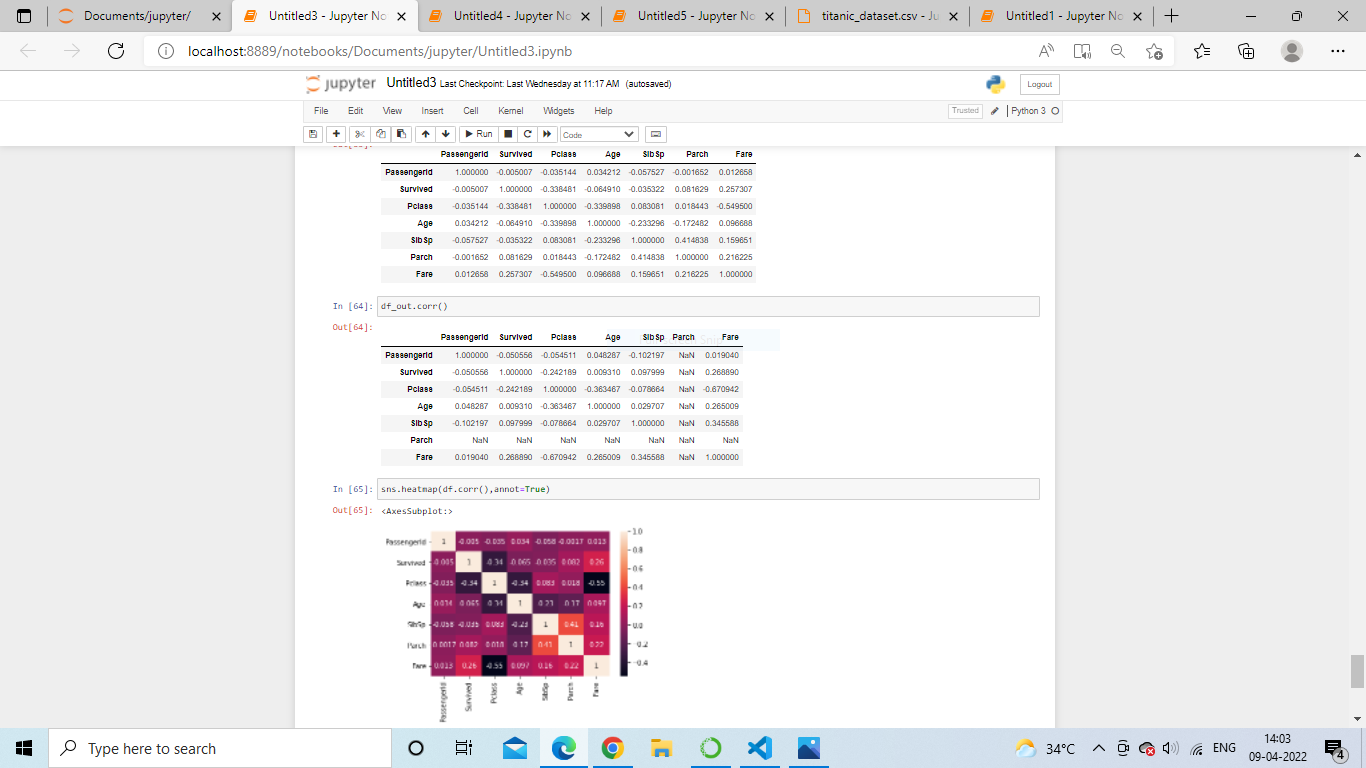 Documents/jupyter/
Untitled3 - Jupyter No
Untitled4 - Jupyter No
Untitled5 - Jupyter No
titanic_dataset.csv - Ju
Untitled1 - Jupyter No
localhost:8889/notebooks/Documents/jupyter/Untitled3.ipynb
jupyter Untitled3 Last Checkpoint: Last Wednesday at 11:17 AM (autosaved)
Logout
File Edit View Insert Cell Kernel Widgets Help
Trusted Python 3
Run Code
PassengerId Survived Pclass Age SibSp Parch Fare
PassengerId 1.000000 -0.005007 -0.035144 0.034212 -0.057527 -0.001652 0.012658
Survived -0.005007 1.000000 -0.338481 -0.064910 -0.035322 0.081629 0.257307
Pclass -0.035144 -0.338481 1.000000 -0.339898 0.083081 0.018443 -0.549500
Age 0.034212 -0.064910 -0.339898 1.000000 -0.233296 -0.172482 0.096688
SibSp -0.057527 -0.035322 0.083081 -0.233296 1.000000 0.414838 0.159651
Parch -0.001652 0.081629 0.018443 -0.172482 0.414838 1.000000 0.216225
Fare 0.012658 0.257307 -0.549500 0.096688 0.159651 0.216225 1.000000
In [64]: df_out.corr()
Out[64]:
PassengerId Survived Pclass Age SibSp Parch Fare
PassengerId 1.000000 -0.050556 -0.054511 0.048287 -0.102197 NaN 0.019040
Survived -0.050556 1.000000 -0.242189 0.009310 0.097999 NaN 0.268890
Pclass -0.054511 -0.242189 1.000000 -0.363467 -0.078664 NaN -0.670942
Age 0.048287 0.009310 -0.363467 1.000000 0.029707 NaN 0.265009
SibSp -0.102197 0.097999 -0.078664 0.029707 1.000000 NaN 0.345588
Parch NaN NaN NaN NaN NaN NaN NaN
Fare 0.019040 0.268890 -0.670942 0.265009 0.345588 NaN 1.000000
In [65]: sns.heatmap(df.corr(),annot=True)
Out[65]: <AxesSubplot:>
PassengerId 1 -0.005 -0.035 0.034 -0.058 -0.0017 0.013
Survived -0.005 1 -0.34 -0.065 -0.035 0.082 0.26
Pclass -0.035 -0.34 1 -0.34 0.083 0.018 -0.55
Age 0.034 -0.065 -0.34 1 -0.23 -0.17 0.097
SibSp -0.058 -0.035 0.083 -0.23 1 0.41 0.16
Parch -0.0017 0.082 0.018 -0.17 0.41 1 0.22
Fare 0.013 0.26 -0.55 0.097 0.16 0.22 1
1.0
0.8
0.6
0.4
0.2
0.0
-0.2
-0.4
PassengerId Survived Pclass Age SibSp Parch Fare
Type here to search
34°C
ENG
14:03
09-04-2022
4